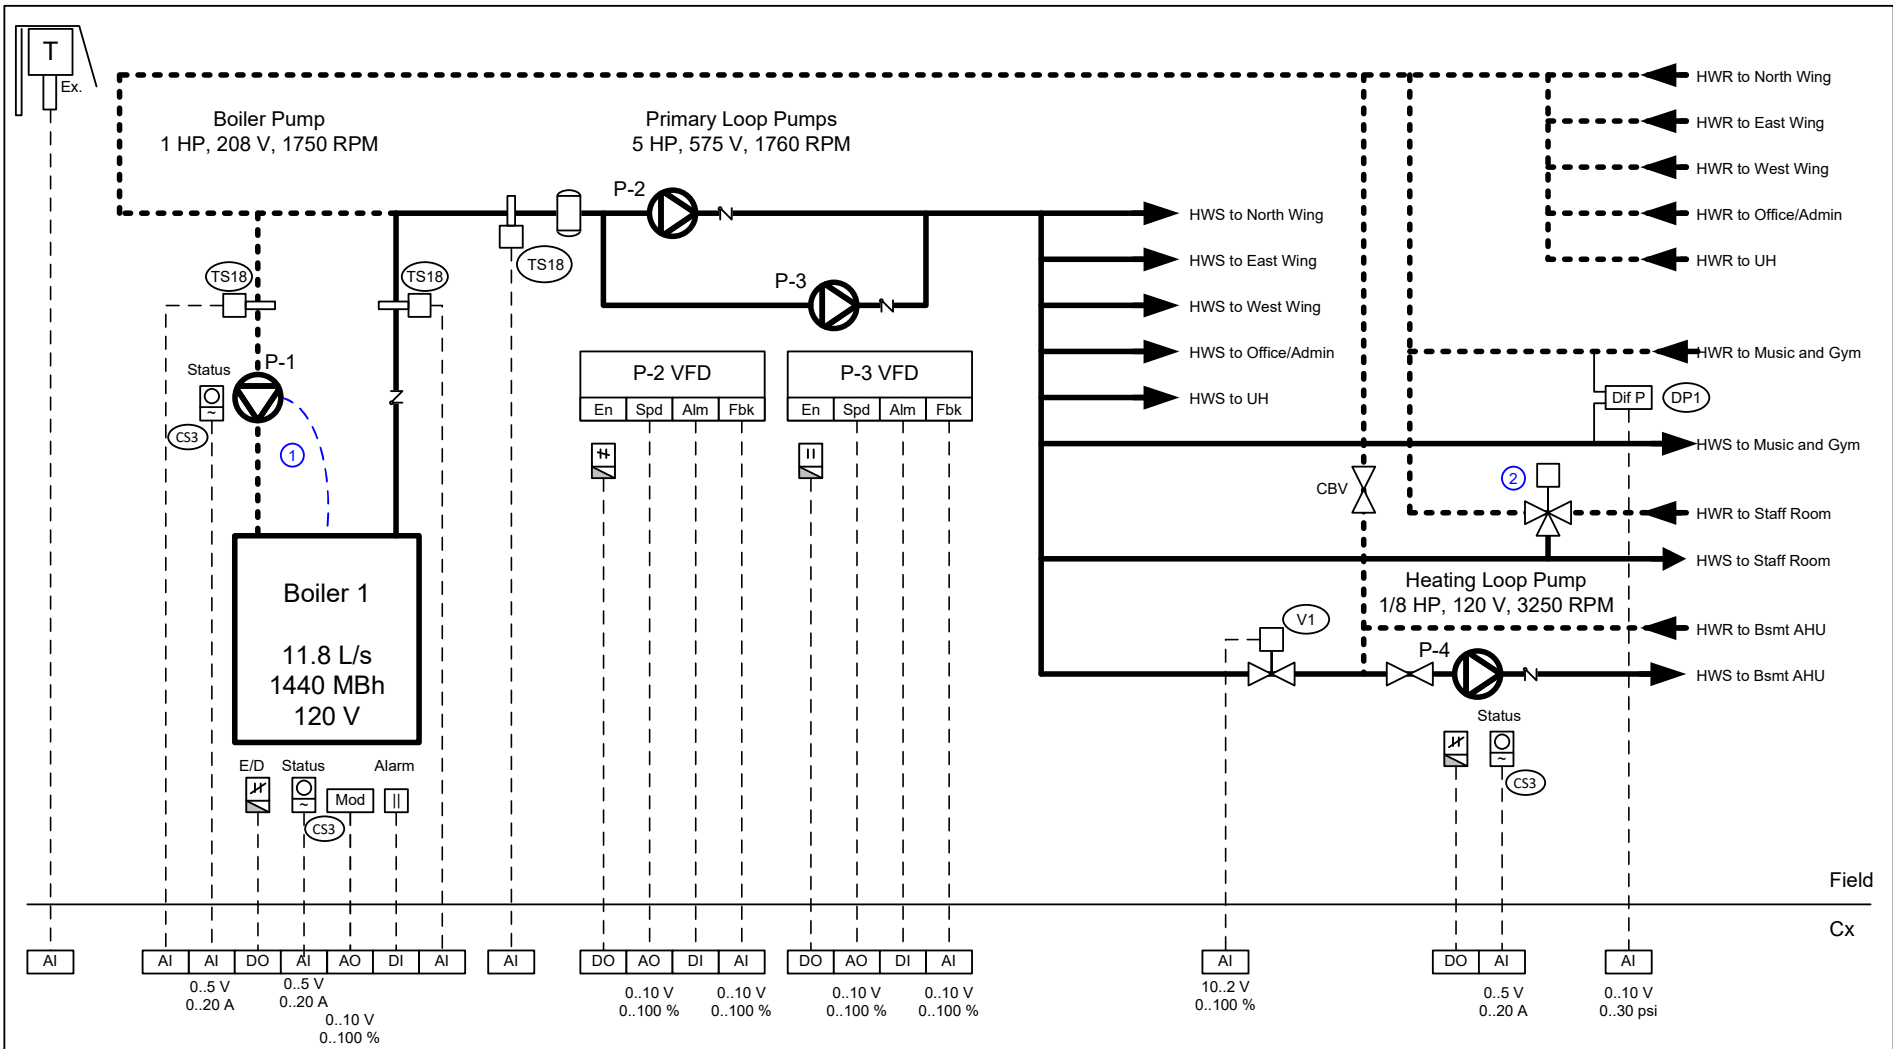 T
Ex.
HWR to North Wing
Boiler Pump
1 HP, 208 V, 1750 RPM
Primary Loop Pumps
5 HP, 575 V, 1760 RPM
HWR to East Wing
HWR to West Wing
P-2
HWS to North Wing
HWR to Office/Admin
TS18
TS18
TS18
HWS to East Wing
HWR to UH
P-3
HWS to West Wing
P-1
Status
P-2 VFD
En Spd Alm Fbk
P-3 VFD
En Spd Alm Fbk
HWS to Office/Admin
HWR to Music and Gym
HWS to UH
Dif P
DP1
~
CS3
1
HWS to Music and Gym
CBV
2
HWR to Staff Room
HWS to Staff Room
Boiler 1
11.8 L/s
1440 MBh
120 V
Heating Loop Pump
1/8 HP, 120 V, 3250 RPM
V1
HWR to Bsmt AHU
P-4
HWS to Bsmt AHU
Status
~
CS3
E/D
Status
Alarm
~
Mod
||
CS3
Field
Cx
AI
AI AI DO AI AO DI AI
AI
DO AO DI AI
DO AO DI AI
AI
DO AI
AI
0..5 V
0..20 A
0..5 V
0..20 A
0..10 V
0..100 %
0..10 V
0..100 %
0..10 V
0..100 %
0..10 V
0..100 %
0..10 V
0..100 %
10..2 V
0..100 %
0..5 V
0..20 A
0..10 V
0..30 psi